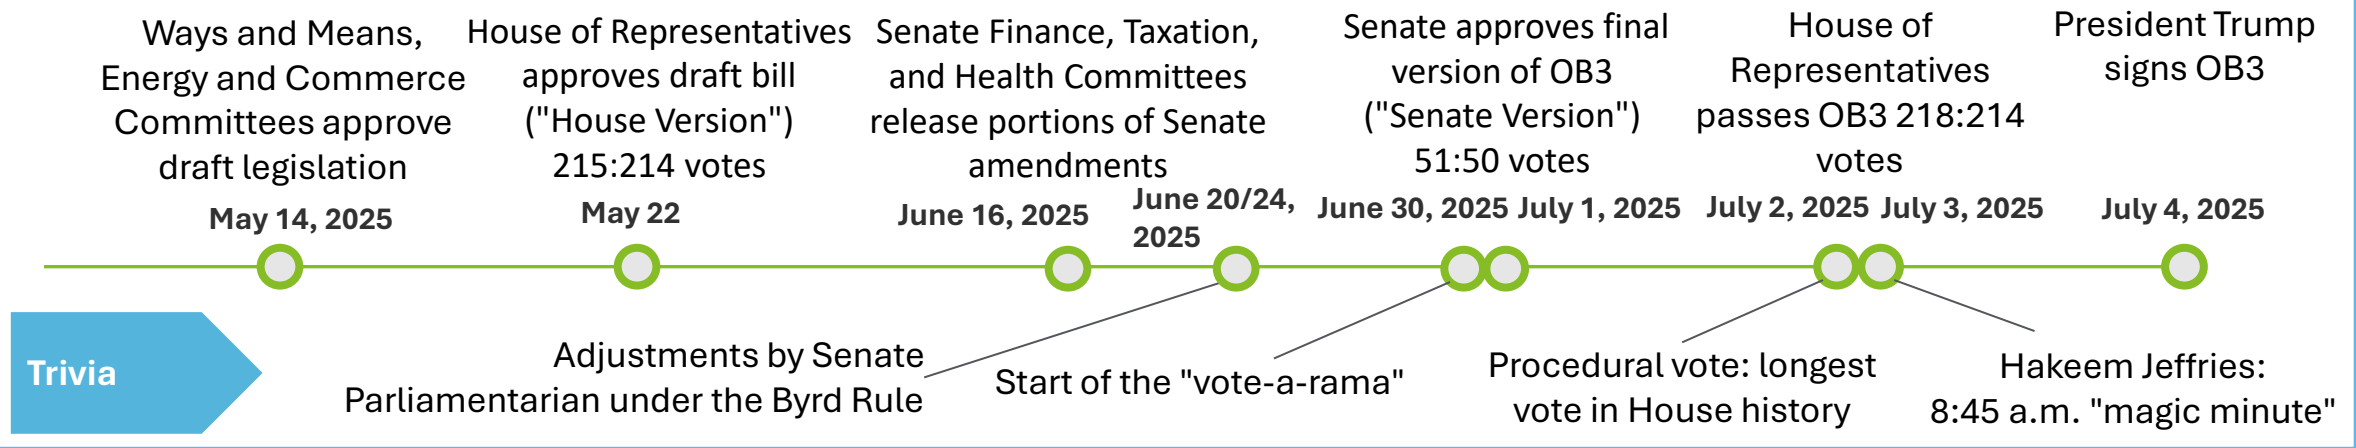 Ways and Means,
Energy and Commerce
Committees approve
draft legislation
May 14, 2025
House of Representatives
approves draft bill
("House Version")
215:214 votes
May 22
Senate Finance, Taxation,
and Health Committees
release portions of Senate
amendments
June 16, 2025
June 20/24,
2025
Senate approves final
version of OB3
("Senate Version")
51:50 votes
June 30, 2025
July 1, 2025
House of
Representatives
passes OB3 218:214
votes
July 2, 2025
July 3, 2025
President Trump
signs OB3
July 4, 2025
Trivia
Adjustments by Senate
Parliamentarian under the Byrd Rule
Start of the "vote-a-rama"
Procedural vote: longest
vote in House history
Hakeem Jeffries:
8:45 a.m. "magic minute"